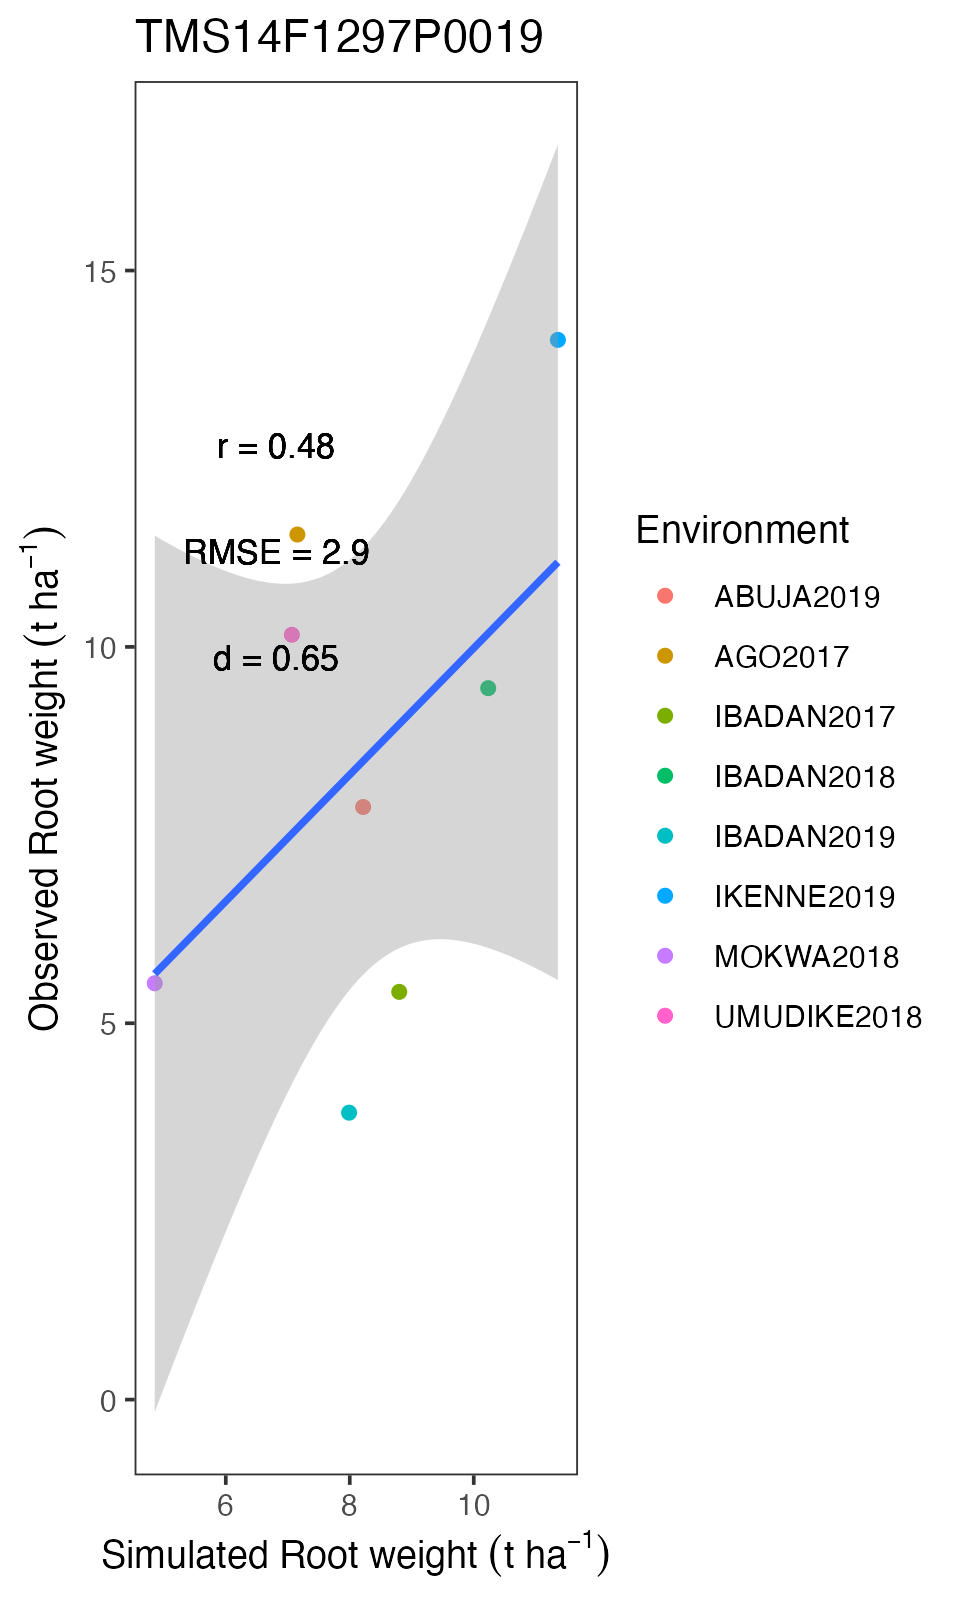 TMS14F1297P0019
Observed Root weight (t ha⁻¹)
15
10
5
0
r = 0.48
RMSE = 2.9
d = 0.65
6 8 10
Simulated Root weight (t ha⁻¹)
Environment
ABUJA2019
AGO2017
IBADAN2017
IBADAN2018
IBADAN2019
IKENNE2019
MOKWA2018
UMUDIKE2018